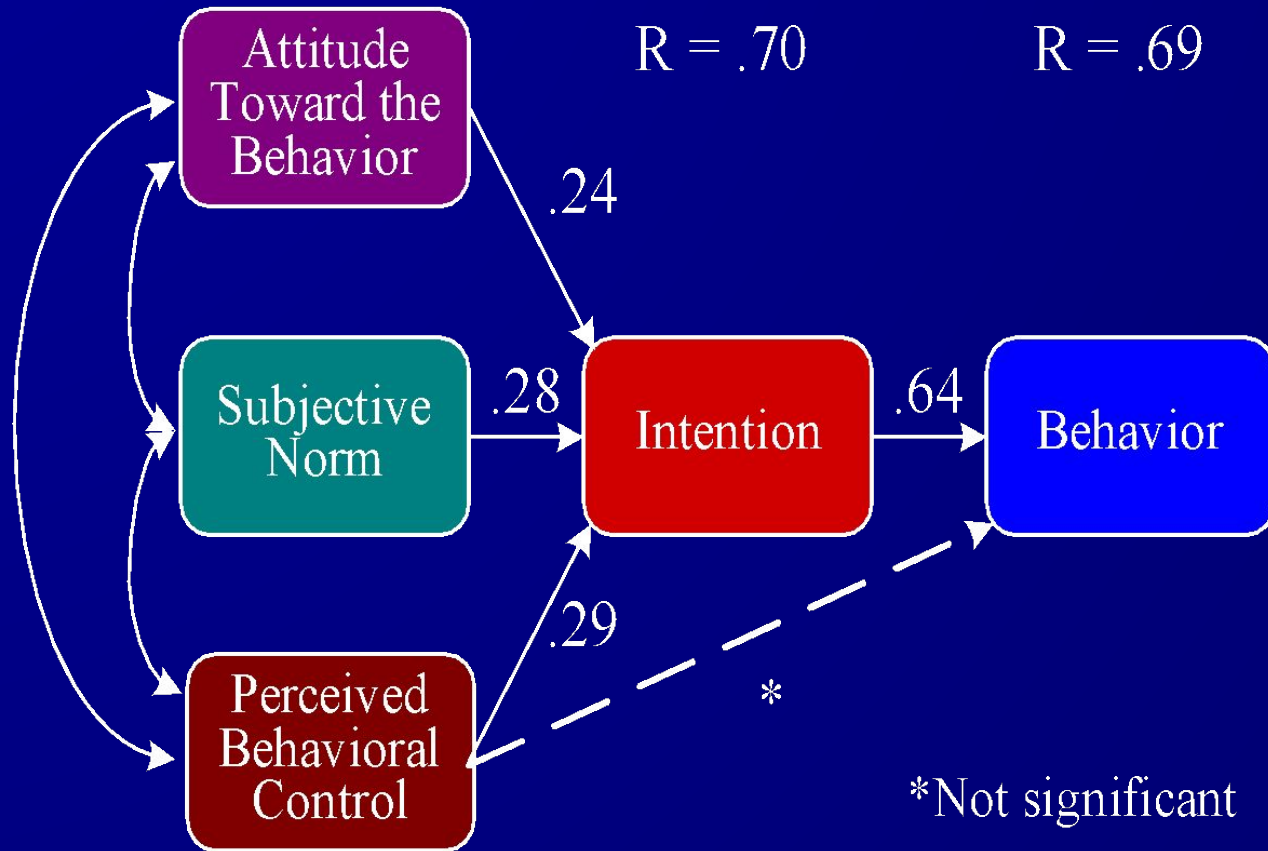 Attitude
Toward the
Behavior
R = .70
R = .69
.24
Subjective
Norm
.28
Intention
.64
Behavior
.29
Perceived
Behavioral
Control
*
*Not significant